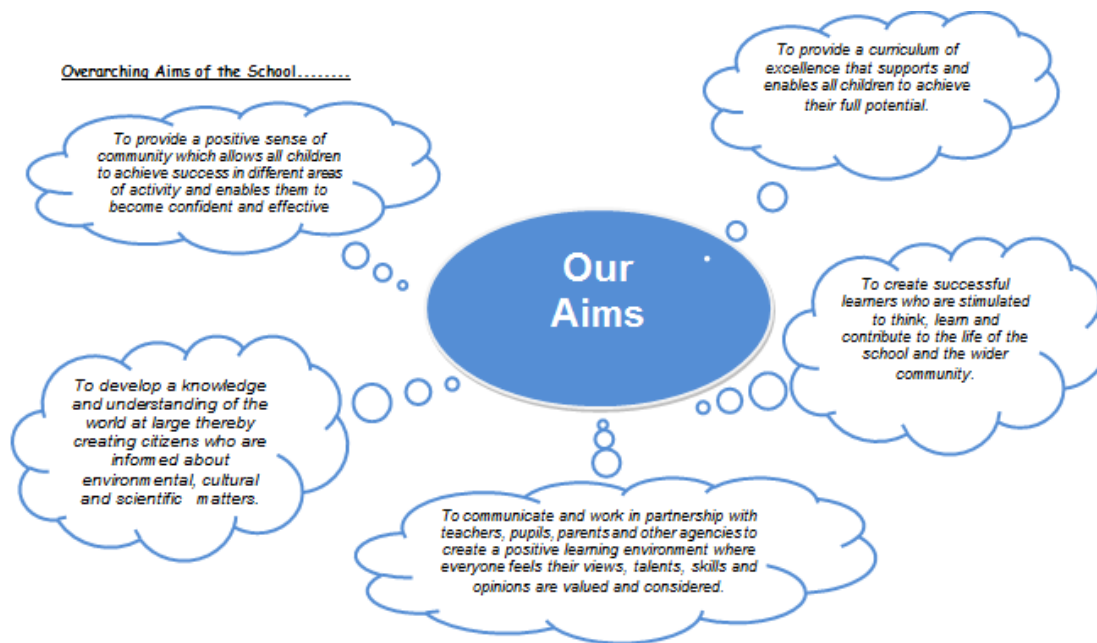 Overarching Aims of the School........
To provide a positive sense of
community which allows all children
to achieve success in different areas
of activity and enables them to
become confident and effective
To provide a curriculum of
excellence that supports and
enables all children to achieve
their full potential.
Our
Aims
To create successful
learners who are stimulated
to think, learn and
contribute to the life of the
school and the wider
community.
To develop a knowledge
and understanding of the
world at large thereby
creating citizens who are
informed about
environmental, cultural
and scientific matters.
To communicate and work in partnership with
teachers, pupils, parents and other agencies to
create a positive learning environment where
everyone feels their views, talents, skills and
opinions are valued and considered.